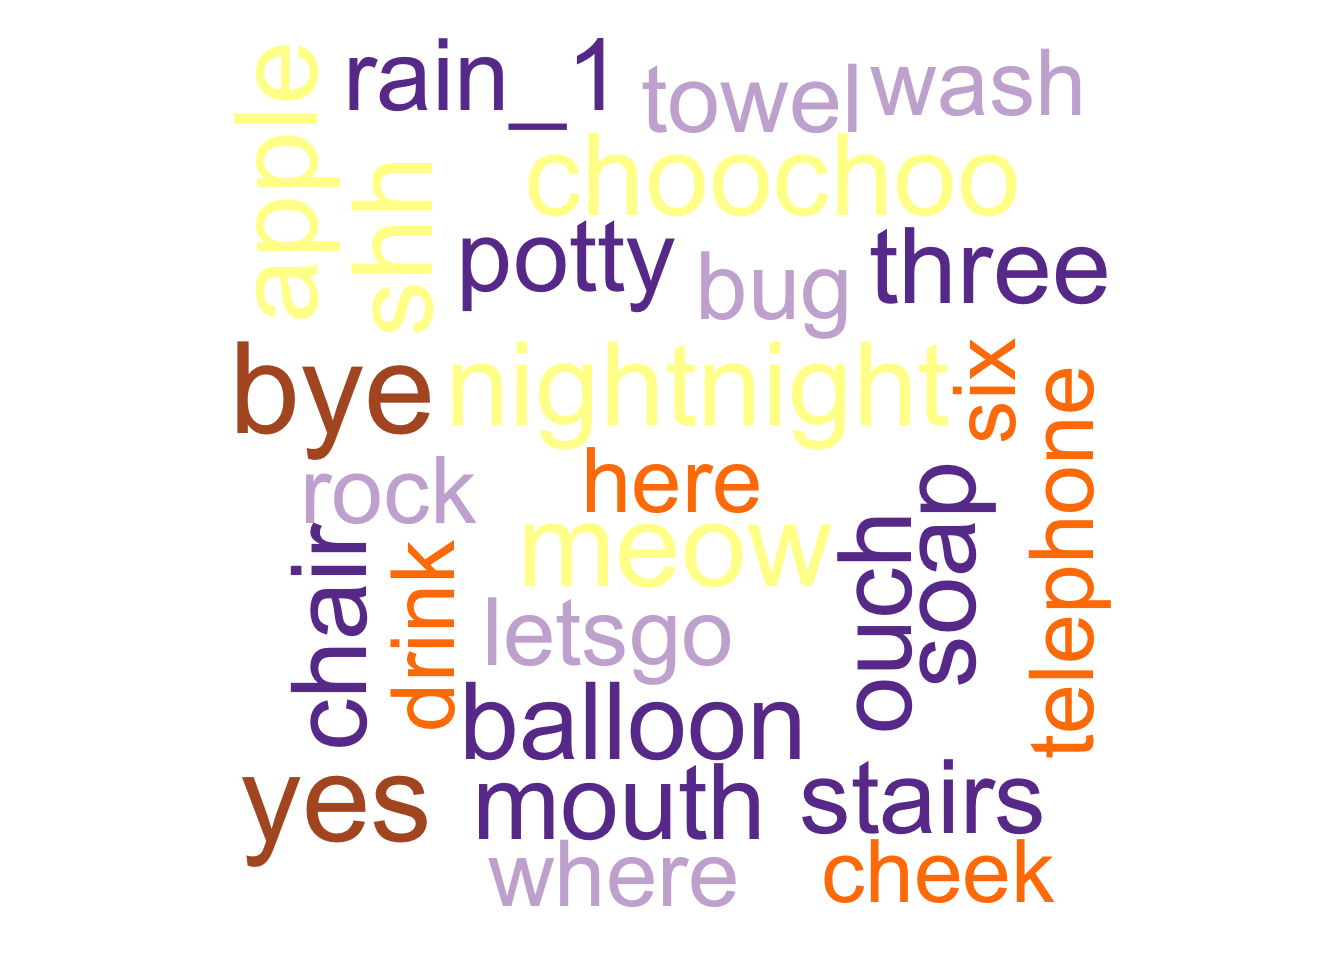 rain_1
towel
wash
apple
shh
choochoo
potty
bug
three
bye
nightnight
six
telephone
rock
here
chair
drink
meow
ouch
soap
letsgo
balloon
yes
mouth
stairs
where
cheek